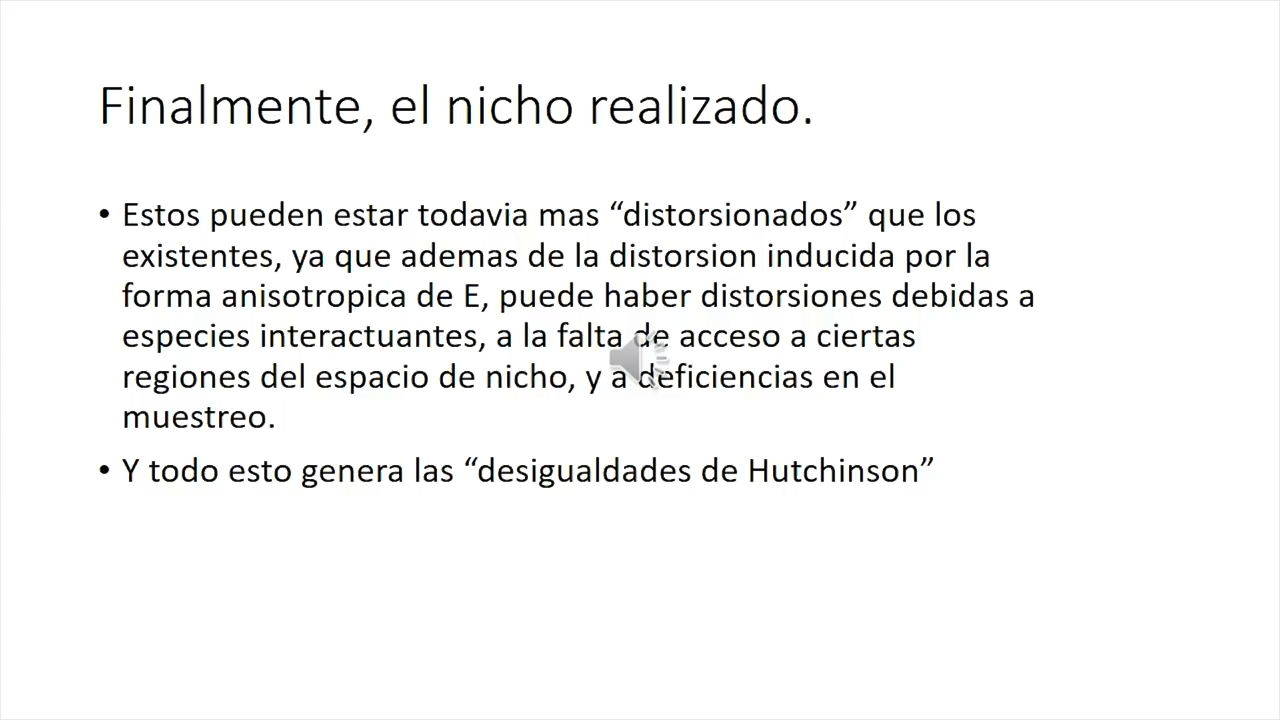 Finalmente, el nicho realizado.
• Estos pueden estar todavia mas “distorsionados” que los
existentes, ya que ademas de la distorsion inducida por la
forma anisotropica de E, puede haber distorsiones debidas a
especies interactuantes, a la falta de acceso a ciertas
regiones del espacio de nicho, y a deficiencias en el
muestreo.
• Y todo esto genera las “desigualdades de Hutchinson”